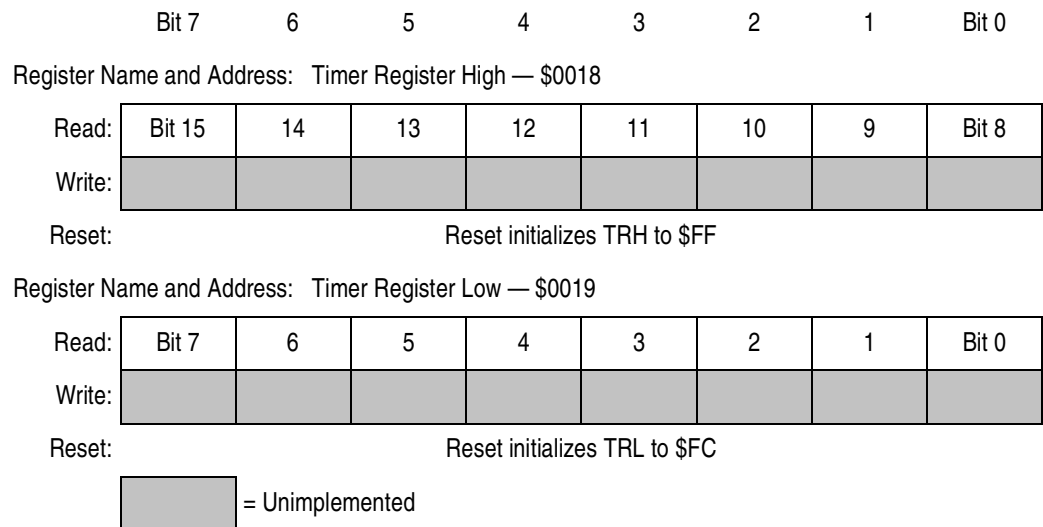 Bit 7 6 5 4 3 2 1 Bit 0
Register Name and Address: Timer Register High — $0018
Read: Bit 15 14 13 12 11 10 9 Bit 8
Write:
Reset: Reset initializes TRH to $FF
Register Name and Address: Timer Register Low — $0019
Read: Bit 7 6 5 4 3 2 1 Bit 0
Write:
Reset: Reset initializes TRL to $FC
= Unimplemented